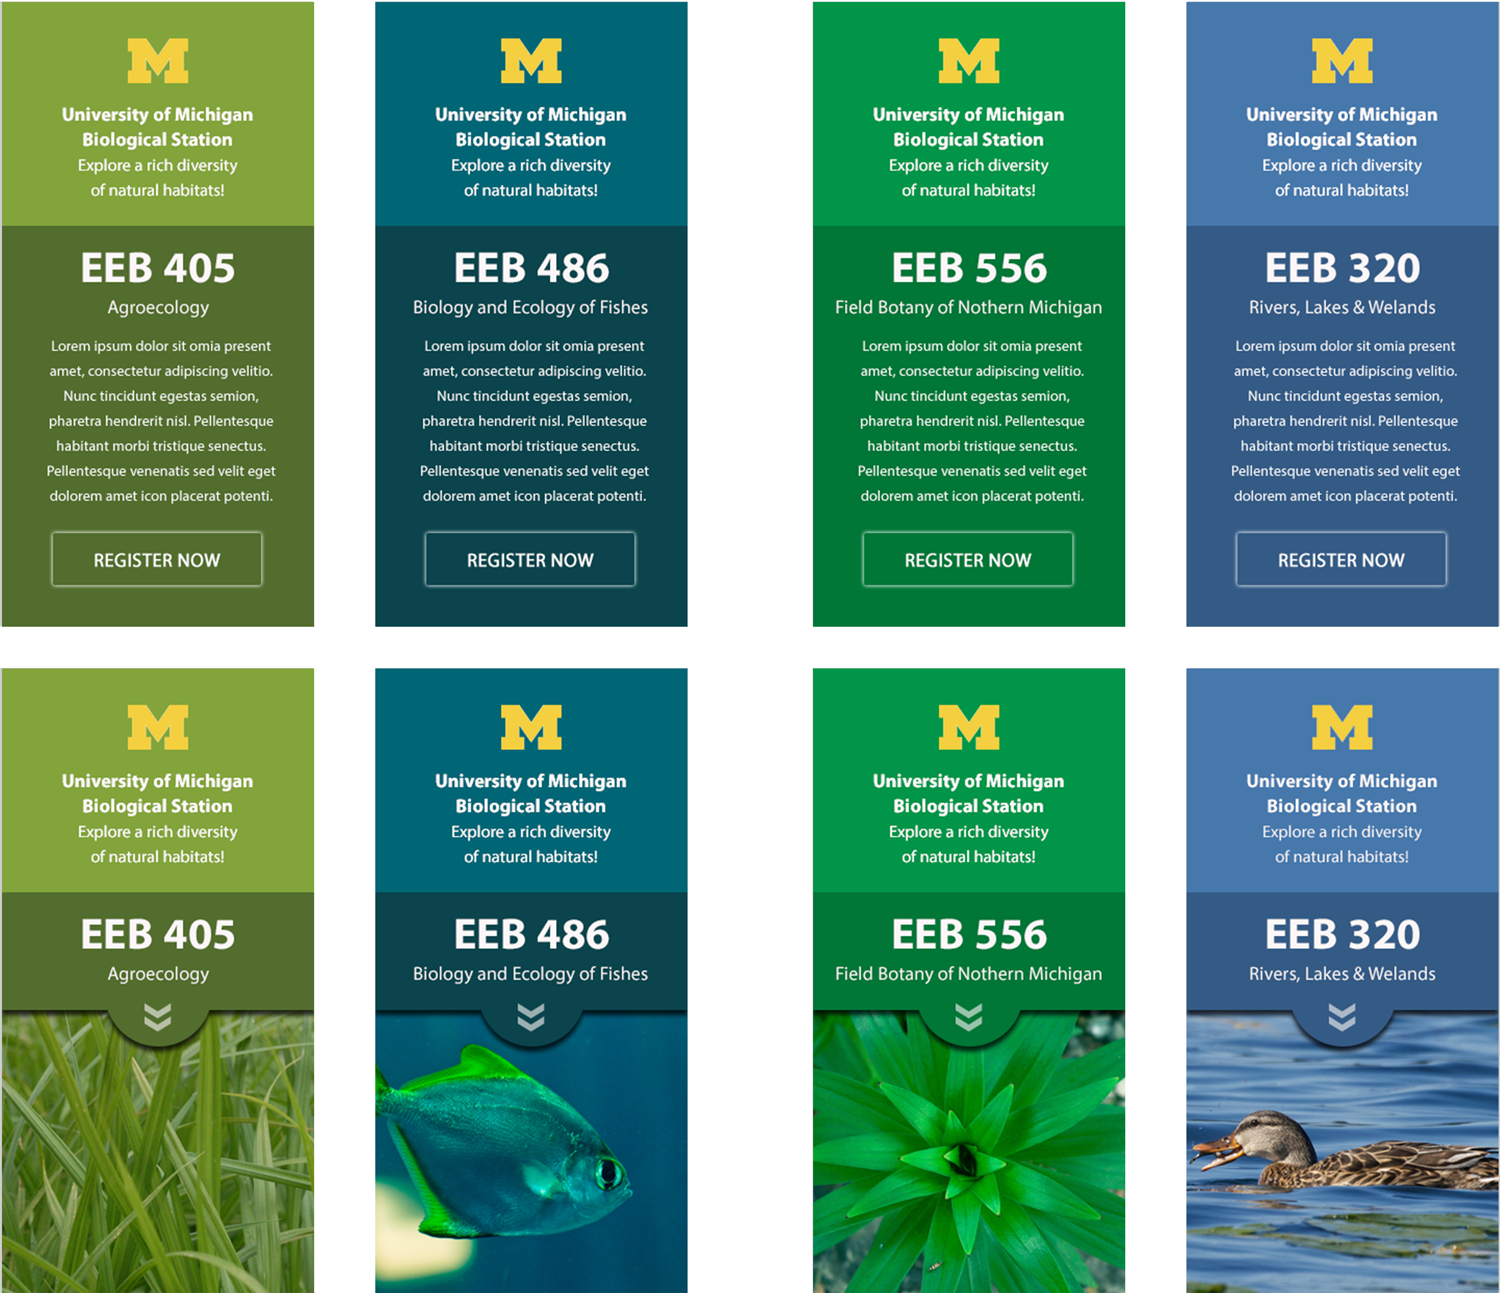 M
University of Michigan
Biological Station
Explore a rich diversity
of natural habitats!
EEB 405
Agroecology
Lorem ipsum dolor sit omia present
amet, consectetur adipiscing velitio.
Nunc tincidunt egestas semion,
pharetra hendrerit nisl. Pellentesque
habitant morbi tristique senectus.
Pellentesque venenatis sed velit eget
dolorem amet icon placerat potenti.
REGISTER NOW
M
University of Michigan
Biological Station
Explore a rich diversity
of natural habitats!
EEB 486
Biology and Ecology of Fishes
Lorem ipsum dolor sit omia present
amet, consectetur adipiscing velitio.
Nunc tincidunt egestas semion,
pharetra hendrerit nisl. Pellentesque
habitant morbi tristique senectus.
Pellentesque venenatis sed velit eget
dolorem amet icon placerat potenti.
REGISTER NOW
M
University of Michigan
Biological Station
Explore a rich diversity
of natural habitats!
EEB 556
Field Botany of Nothern Michigan
Lorem ipsum dolor sit omia present
amet, consectetur adipiscing velitio.
Nunc tincidunt egestas semion,
pharetra hendrerit nisl. Pellentesque
habitant morbi tristique senectus.
Pellentesque venenatis sed velit eget
dolorem amet icon placerat potenti.
REGISTER NOW
M
University of Michigan
Biological Station
Explore a rich diversity
of natural habitats!
EEB 320
Rivers, Lakes & Welands
Lorem ipsum dolor sit omia present
amet, consectetur adipiscing velitio.
Nunc tincidunt egestas semion,
pharetra hendrerit nisl. Pellentesque
habitant morbi tristique senectus.
Pellentesque venenatis sed velit eget
dolorem amet icon placerat potenti.
REGISTER NOW
M
University of Michigan
Biological Station
Explore a rich diversity
of natural habitats!
EEB 405
Agroecology
M
University of Michigan
Biological Station
Explore a rich diversity
of natural habitats!
EEB 486
Biology and Ecology of Fishes
M
University of Michigan
Biological Station
Explore a rich diversity
of natural habitats!
EEB 556
Field Botany of Nothern Michigan
M
University of Michigan
Biological Station
Explore a rich diversity
of natural habitats!
EEB 320
Rivers, Lakes & Welands